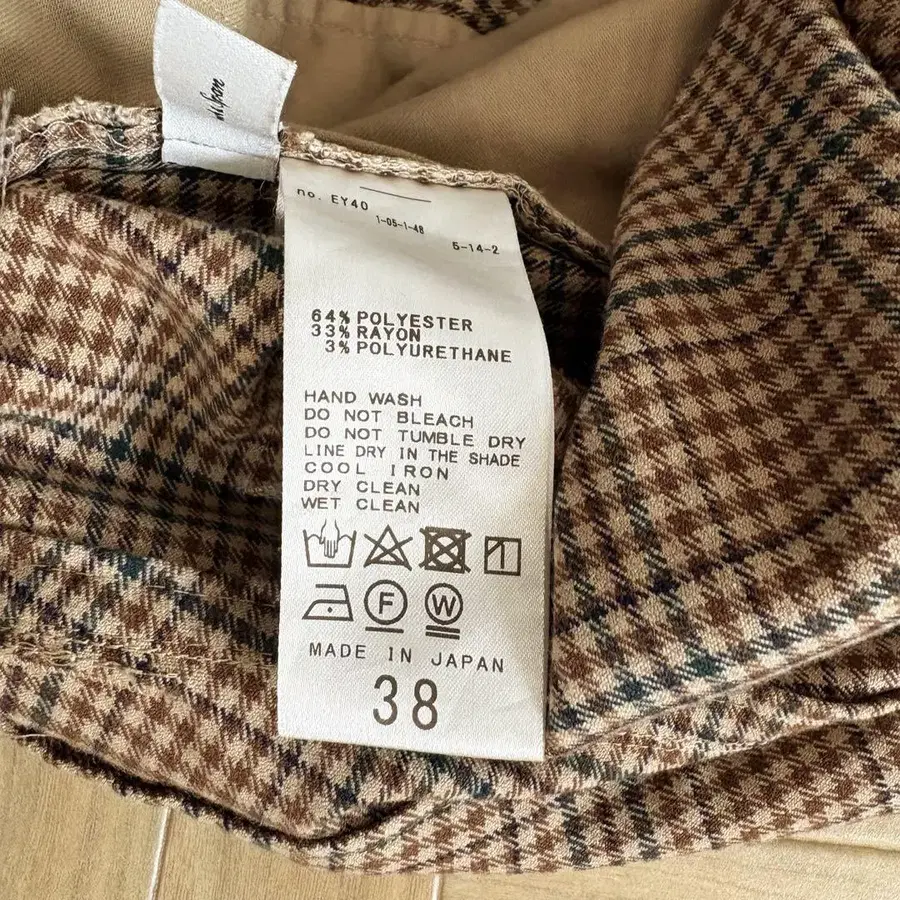 no. EY40
1-05-1-48
5-14-2
64% POLYESTER
33% RAYON
3% POLYURETHANE
HAND WASH
DO NOT BLEACH
DO NOT TUMBLE DRY
LINE DRY IN THE SHADE
COOL IRON
DRY CLEAN
WET CLEAN
F W
MADE IN JAPAN
38